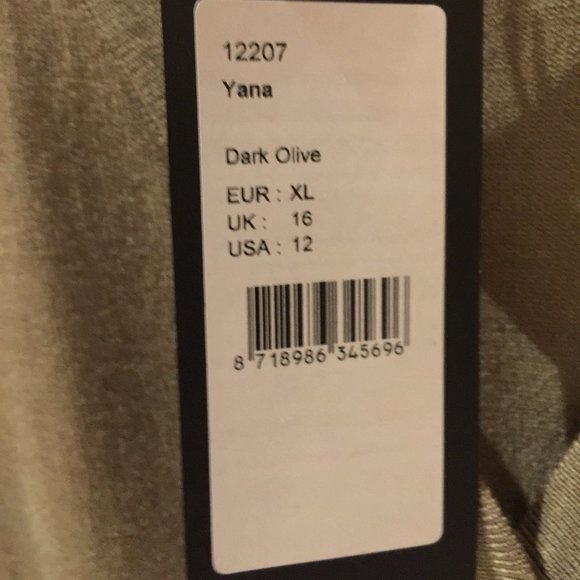 12207
Yana
Dark Olive
EUR : XL
UK : 16
USA : 12
8 718986 345696